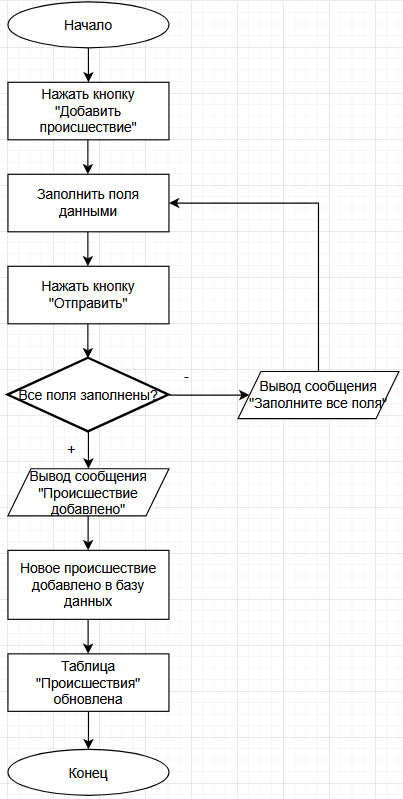 Начало
Нажать кнопку
"Добавить
происшествие"
Заполнить поля
данными
Нажать кнопку
"Отправить"
Все поля заполнены?
-
Вывод сообщения
"Заполните все поля"
+
Вывод сообщения
"Происшествие
добавлено"
Новое происшествие
добавлено в базу
данных
Таблица
"Происшествия"
обновлена
Конец